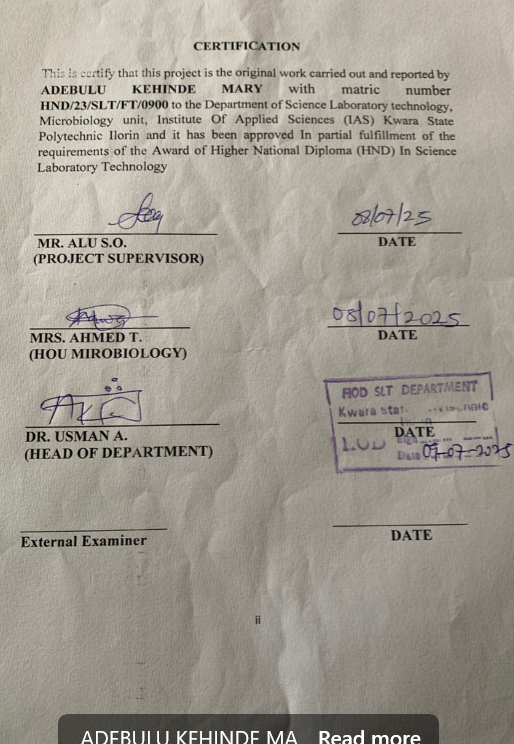 CERTIFICATION
This is certify that this project is the original work carried out and reported by
ADEBULU KEHINDE MARY with matric number
HND/23/SLT/FT/0900 to the Department of Science Laboratory technology,
Microbiology unit, Institute Of Applied Sciences (IAS) Kwara State
Polytechnic Ilorin and it has been approved In partial fulfillment of the
requirements of the Award of Higher National Diploma (HND) In Science
Laboratory Technology
08/07/25
MR. ALU S.O. DATE
(PROJECT SUPERVISOR)
08/07/2025
MRS. AHMED T. DATE
(HOU MIROBIOLOGY)
HOD SLT DEPARTMENT
Kwara
DR. USMAN A. DATE
(HEAD OF DEPARTMENT)
Date 07-07-2025
External Examiner DATE
ii
ADEBULU KEHINDE MA Read more